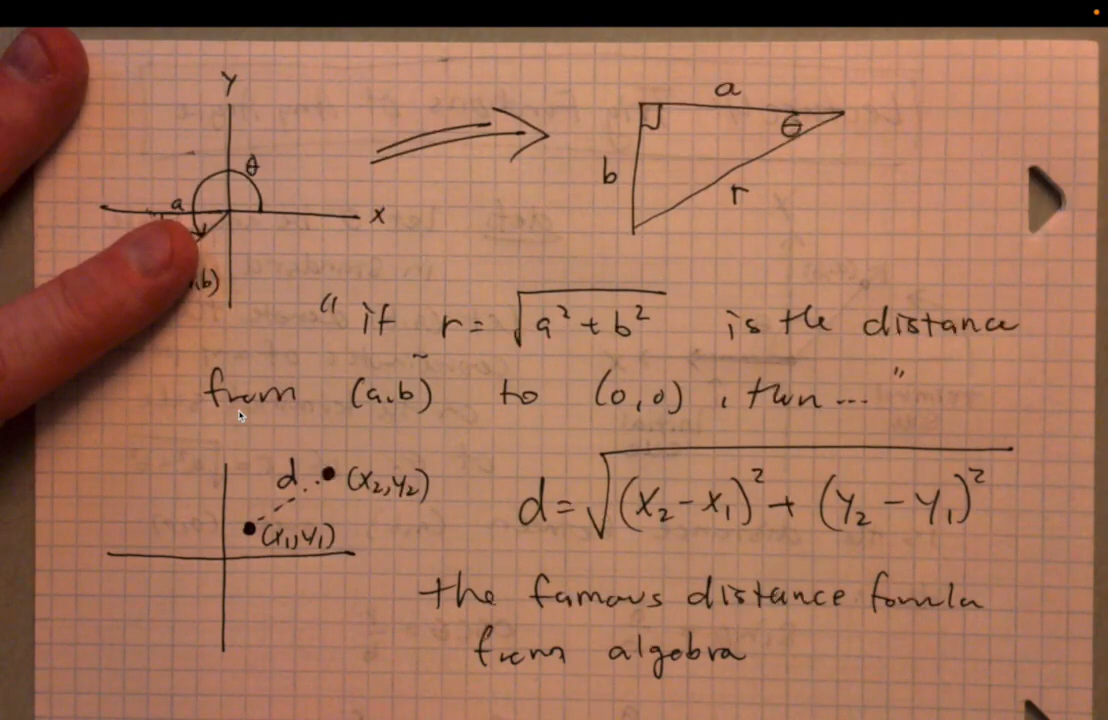 y
θ
a
x
,b)
a
θ
b
r
" if r = √a² + b² is the distance
from (a,b) to (0,0), then ... "
d
(x₂,y₂)
(x₁,y₁)
d = √(x₂ - x₁)² + (y₂ - y₁)²
the famous distance fomula
from algebra